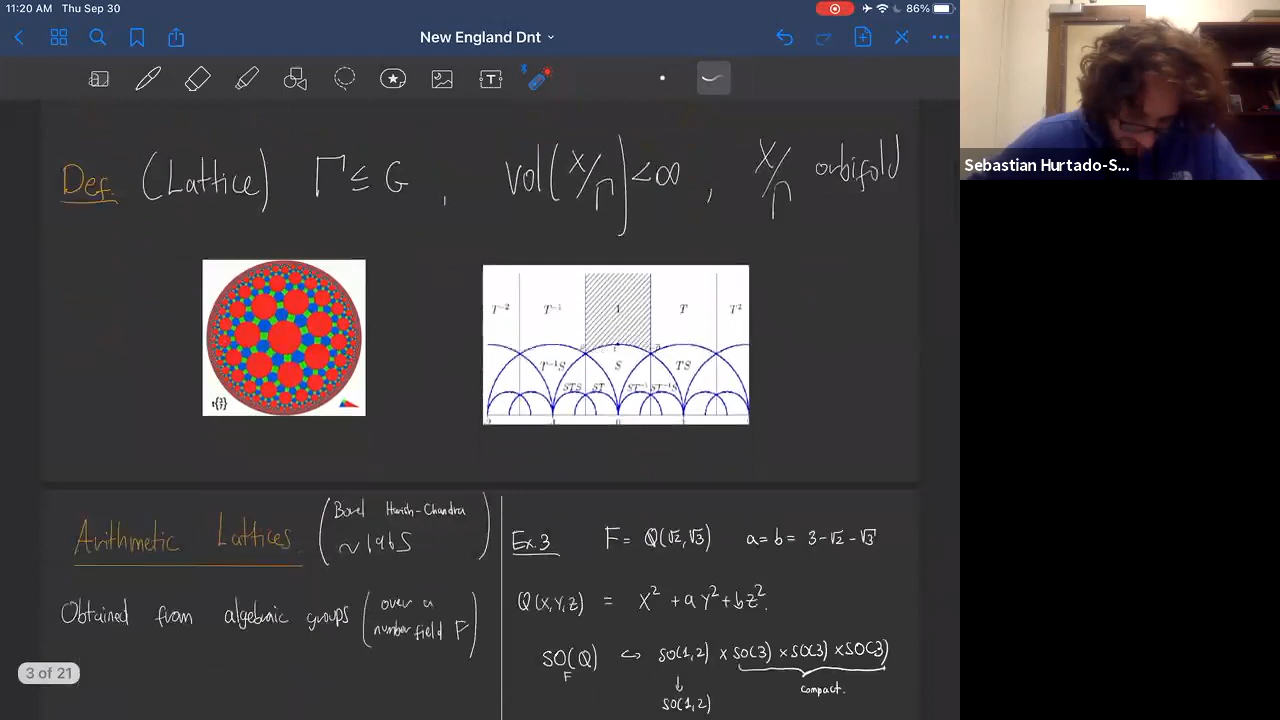 11:20 AM Thu Sep 30
86%
New England Dnt
Def. (Lattice) Γ ≤ G , vol(X/Γ) < ∞ , X/Γ orbifold
T⁻² T⁻¹ 1 T T²
T⁻¹S S TS
STS ST ST⁻¹ ST⁻¹S
Arithmetic Lattices (Borel Harish-Chandra ~1965)
Obtained from algebraic groups (over a number field F)
Ex.3 F = Q(√2, √3) a = b = 3 - √2 - √3
Q(x, y, z) = X² + a y² + b z².
SO(Q) ↔ SO(1,2) × SO(3) × SO(3) × SO(3)
F
compact.
↓
SO(1,2)
3 of 21
Sebastian Hurtado-S...